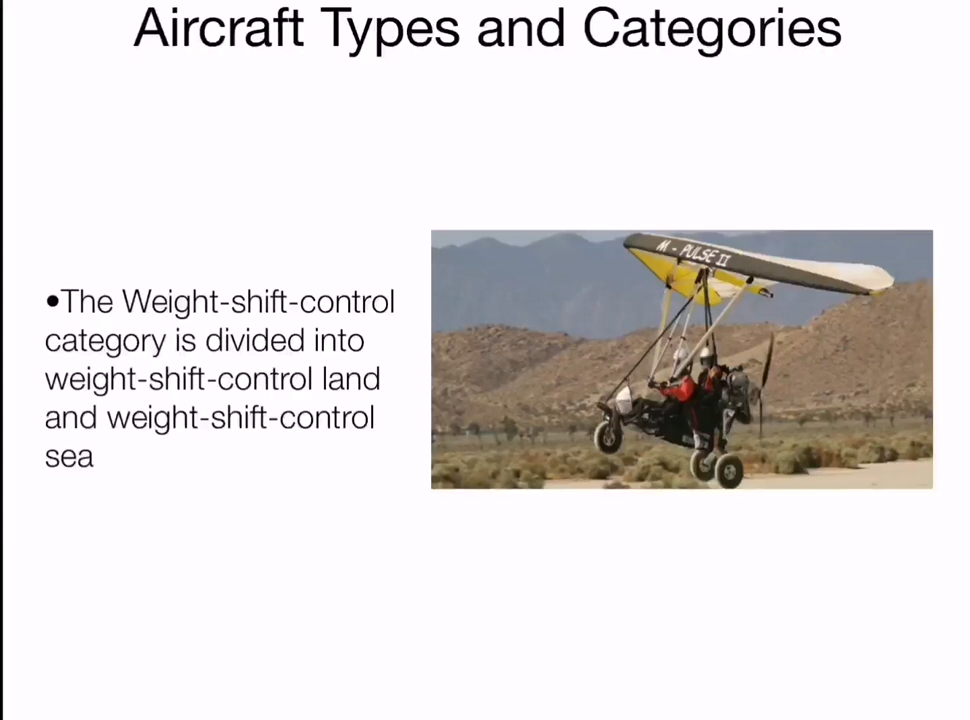 Aircraft Types and Categories
M - PULSE II
•The Weight-shift-control
category is divided into
weight-shift-control land
and weight-shift-control
sea